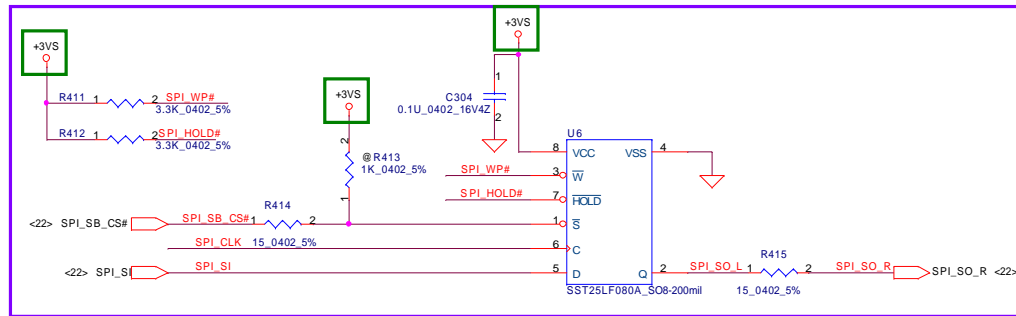 +3VS
+3VS
+3VS
R411 1 2 SPI_WP#
3.3K_0402_5%
R412 1 2 SPI_HOLD#
3.3K_0402_5%
2
@R413
1K_0402_5%
1
1
C304
0.1U_0402_16V4Z
2
U6
8 VCC VSS 4
SPI_WP# 3 W
SPI_HOLD# 7 HOLD
<22> SPI_SB_CS# SPI_SB_CS# 1 R414 2 1 S
15_0402_5%
SPI_CLK 6 C
<22> SPI_SI SPI_SI 5 D Q 2 SPI_SO_L 1 R415 2 SPI_SO_R SPI_SO_R <22>
15_0402_5%
SST25LF080A_SO8-200mil